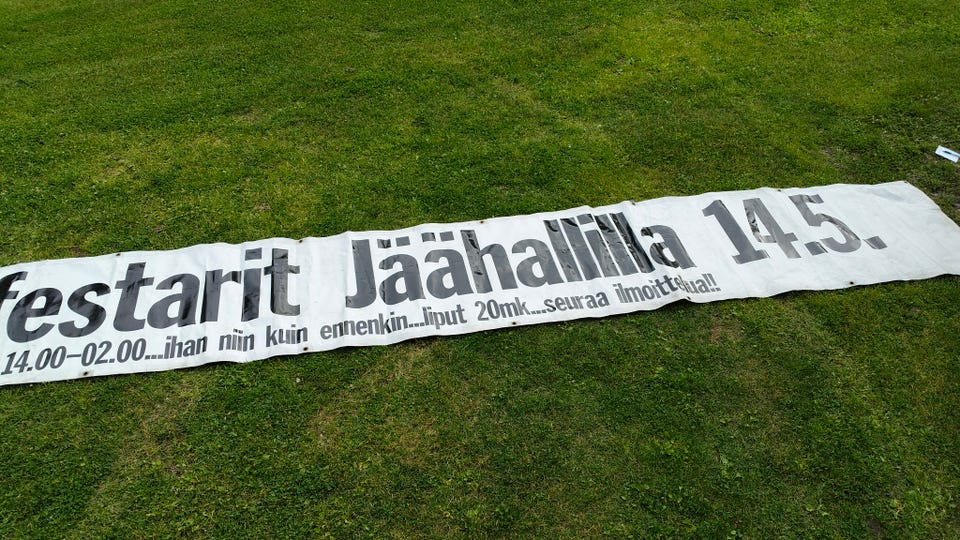 festarit Jäähallilla 14.5.
14.00-02.00...ihan niin kuin ennenkin...liput 20mk...seuraa ilmoittelua!!